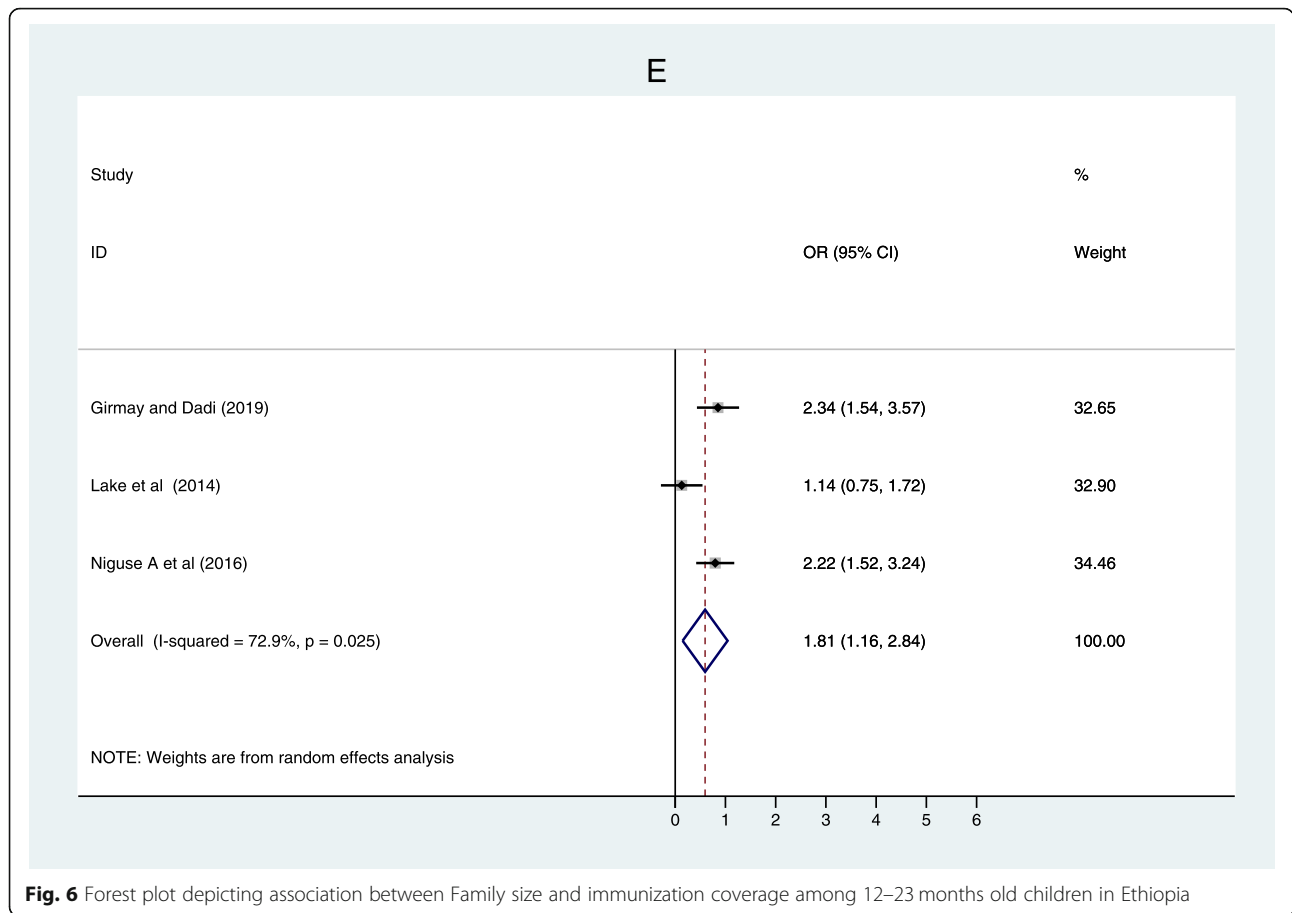 E
Study %
ID OR (95% CI) Weight
Girmay and Dadi (2019) 2.34 (1.54, 3.57) 32.65
Lake et al (2014) 1.14 (0.75, 1.72) 32.90
Niguse A et al (2016) 2.22 (1.52, 3.24) 34.46
Overall (I-squared = 72.9%, p = 0.025) 1.81 (1.16, 2.84) 100.00
NOTE: Weights are from random effects analysis
0 1 2 3 4 5 6
Fig. 6 Forest plot depicting association between Family size and immunization coverage among 12–23 months old children in Ethiopia